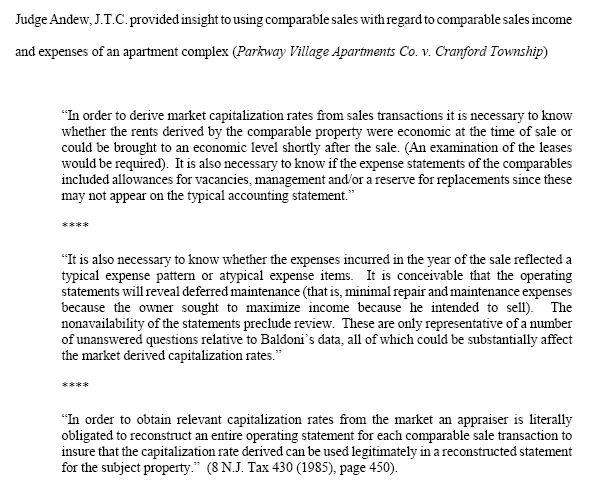 Judge Andew, J.T.C. provided insight to using comparable sales with regard to comparable sales income
and expenses of an apartment complex (Parkway Village Apartments Co. v. Cranford Township)
“In order to derive market capitalization rates from sales transactions it is necessary to know
whether the rents derived by the comparable property were economic at the time of sale or
could be brought to an economic level shortly after the sale. (An examination of the leases
would be required). It is also necessary to know if the expense statements of the comparables
included allowances for vacancies, management and/or a reserve for replacements since these
may not appear on the typical accounting statement.”
****
“It is also necessary to know whether the expenses incurred in the year of the sale reflected a
typical expense pattern or atypical expense items. It is conceivable that the operating
statements will reveal deferred maintenance (that is, minimal repair and maintenance expenses
because the owner sought to maximize income because he intended to sell). The
nonavailability of the statements preclude review. These are only representative of a number
of unanswered questions relative to Baldoni’s data, all of which could be substantially affect
the market derived capitalization rates.”
****
“In order to obtain relevant capitalization rates from the market an appraiser is literally
obligated to reconstruct an entire operating statement for each comparable sale transaction to
insure that the capitalization rate derived can be used legitimately in a reconstructed statement
for the subject property.” (8 N.J. Tax 430 (1985), page 450).